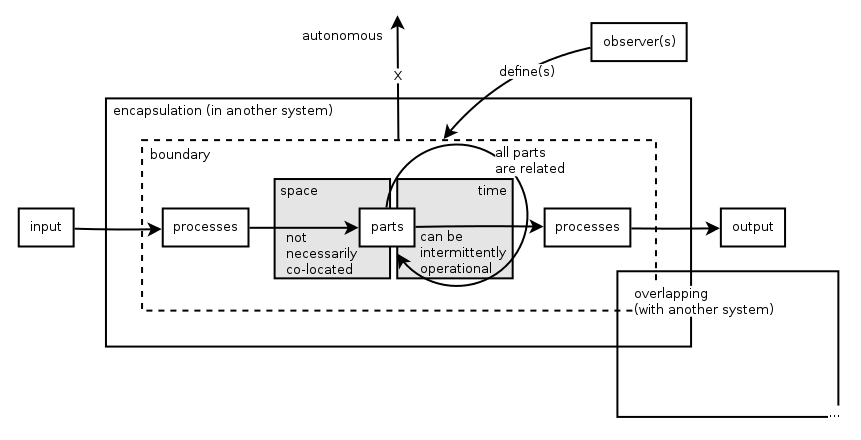 autonomous
observer(s)
X
define(s)
encapsulation (in another system)
boundary
all parts
are related
space
time
input
processes
parts
processes
output
not
necessarily
co-located
can be
intermittently
operational
overlapping
(with another system)
...